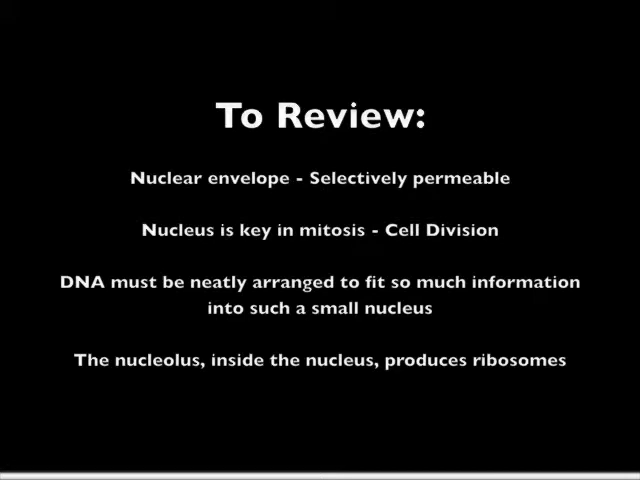 To Review:
Nuclear envelope - Selectively permeable
Nucleus is key in mitosis - Cell Division
DNA must be neatly arranged to fit so much information
into such a small nucleus
The nucleolus, inside the nucleus, produces ribosomes